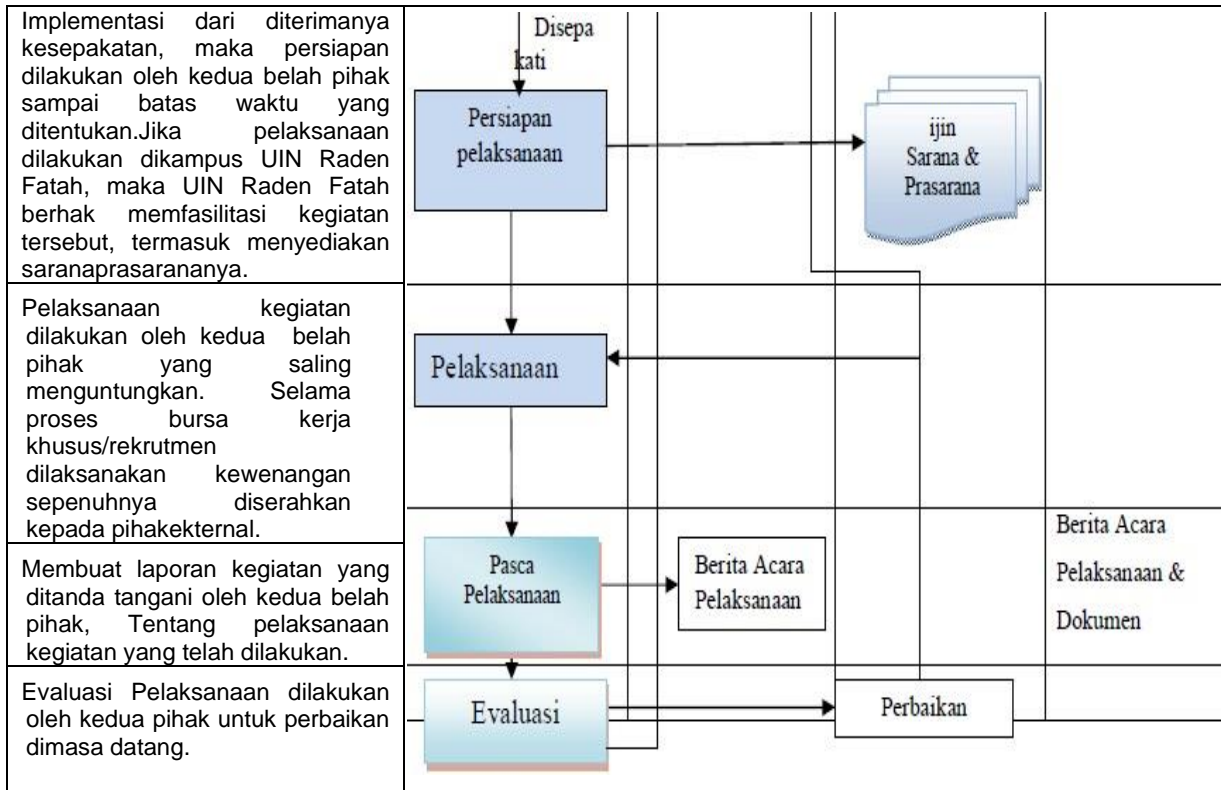 Implementasi dari diterimanya
kesepakatan, maka persiapan
dilakukan oleh kedua belah pihak
sampai batas waktu yang
ditentukan.Jika pelaksanaan
dilakukan dikampus UIN Raden
Fatah, maka UIN Raden Fatah
berhak memfasilitasi kegiatan
tersebut, termasuk menyediakan
saranaprasarananya.
Disepa
kati
Persiapan
pelaksanaan
ijin
Sarana &
Prasarana
Pelaksanaan kegiatan
dilakukan oleh kedua belah
pihak yang saling
menguntungkan. Selama
proses bursa kerja
khusus/rekrutmen
dilaksanakan kewenangan
sepenuhnya diserahkan
kepada pihakekternal.
Pelaksanaan
Membuat laporan kegiatan yang
ditanda tangani oleh kedua belah
pihak, Tentang pelaksanaan
kegiatan yang telah dilakukan.
Pasca
Pelaksanaan
Berita Acara
Pelaksanaan
Berita Acara
Pelaksanaan &
Dokumen
Evaluasi Pelaksanaan dilakukan
oleh kedua pihak untuk perbaikan
dimasa datang.
Evaluasi
Perbaikan